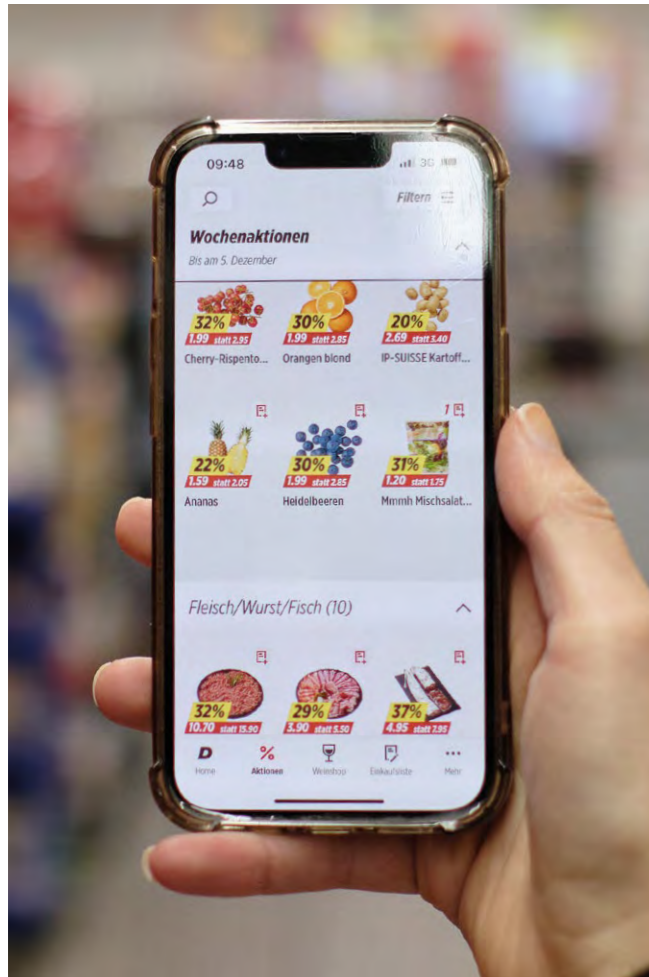 09:48 3G
Filtern
Wochenaktionen
Bis am 5. Dezember
32% 30% 20%
1.99 statt 2.95 1.99 statt 2.85 2.69 statt 3.40
Cherry-Rispento... Orangen blond IP-SUISSE Kartoff...
1
22% 30% 31%
1.59 statt 2.05 1.99 statt 2.85 1.20 statt 1.75
Ananas Heidelbeeren Mmmh Mischsalat...
Fleisch/Wurst/Fisch (10)
32% 29% 37%
10.70 statt 15.90 3.90 statt 5.50 4.95 statt 7.95
D %
Home Aktionen Weinshop Einkaufsliste Mehr